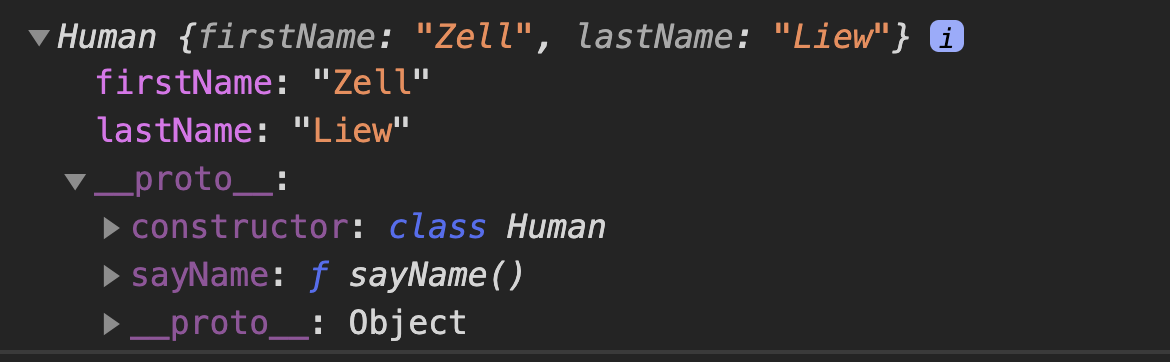 Human {firstName: "Zell", lastName: "Liew"} i
firstName: "Zell"
lastName: "Liew"
__proto__:
constructor: class Human
sayName: ƒ sayName()
__proto__: Object